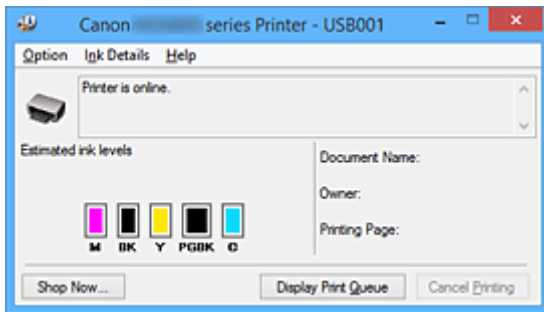 Canon series Printer - USB001
Option Ink Details Help
Printer is online.
Estimated ink levels
Document Name:
Owner:
Printing Page:
M BK Y PGBK C
Shop Now... Display Print Queue Cancel Printing